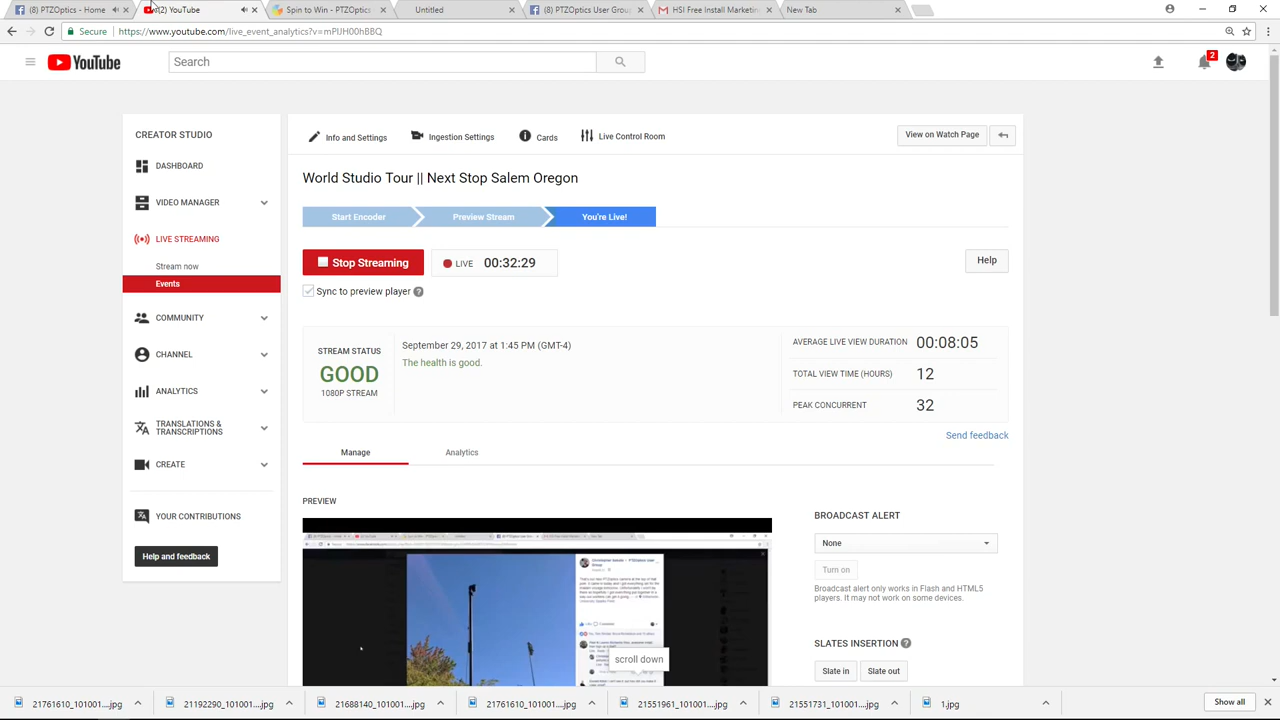 (8) PTZOptics - Home
(2) YouTube
Spin to Win - PTZOptics
Untitled
(8) PTZOptics User Group
HSI Free Install Marketing
New Tab
Secure
https://www.youtube.com/live_event_analytics?v=mPIJH00h8BQ
YouTube
Search
2
CREATOR STUDIO
DASHBOARD
VIDEO MANAGER
LIVE STREAMING
Stream now
Events
COMMUNITY
CHANNEL
ANALYTICS
TRANSLATIONS &
TRANSCRIPTIONS
CREATE
YOUR CONTRIBUTIONS
Help and feedback
Info and Settings
Ingestion Settings
Cards
Live Control Room
View on Watch Page
World Studio Tour || Next Stop Salem Oregon
Start Encoder
Preview Stream
You're Live!
Stop Streaming
LIVE 00:32:29
Help
Sync to preview player ?
STREAM STATUS
GOOD
1080P STREAM
September 29, 2017 at 1:45 PM (GMT-4)
The health is good.
AVERAGE LIVE VIEW DURATION 00:08:05
TOTAL VIEW TIME (HOURS) 12
PEAK CONCURRENT 32
Send feedback
Manage
Analytics
PREVIEW
scroll down
BROADCAST ALERT
None
Turn on
Broadcast alert only works in Flash and HTML5
players. It may not work on some devices.
SLATES INSERTION ?
Slate in
Slate out
21761610_101001....jpg
21192290_101001....jpg
21688140_101001....jpg
21761610_101001....jpg
21551961_101001....jpg
21551731_101001....jpg
1.jpg
Show all